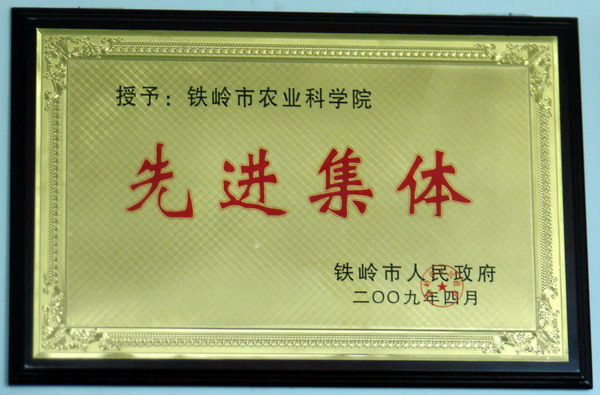 授予：铁岭市农业科学院
先进集体
铁岭市人民政府
二〇〇九年四月